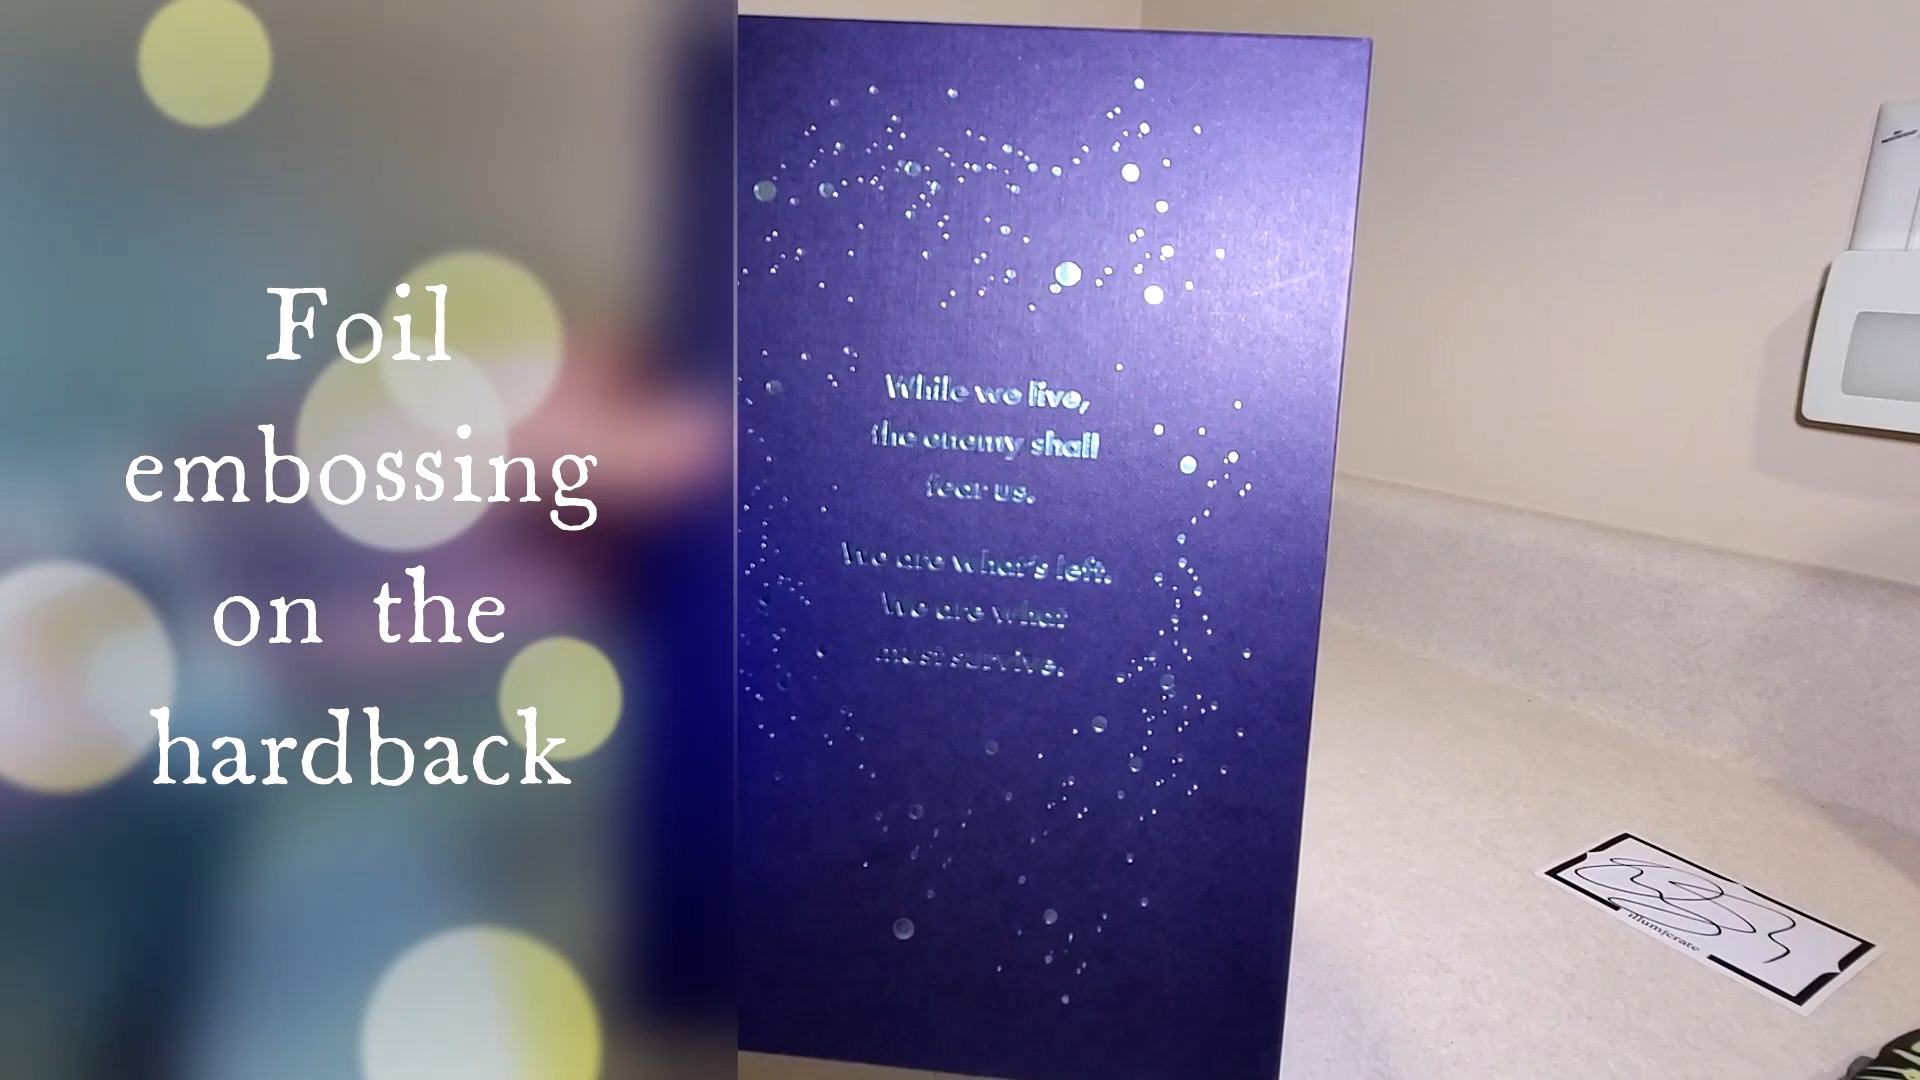 Foil
embossing
on the
hardback
While we live,
the enemy shall
fear us.
We are what's left.
We are what
must survive.
illumicrate